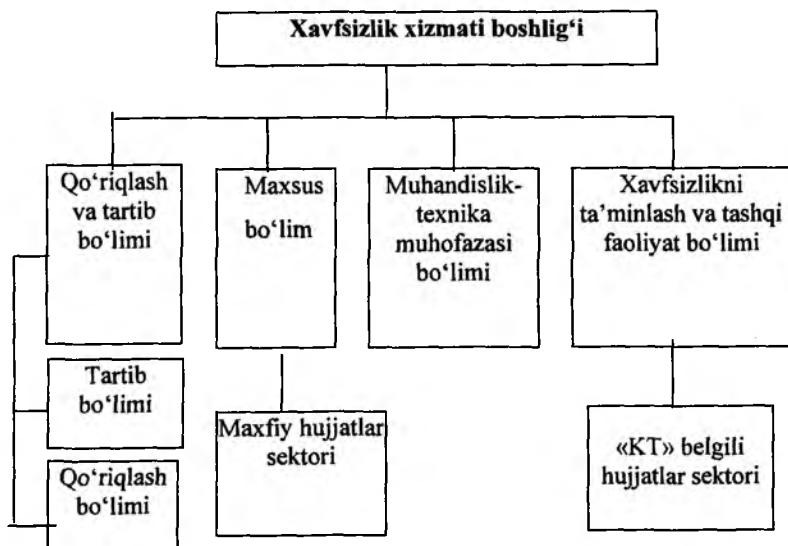 Xavfsizlik xizmati boshlig‘i
Qo‘riqlash
va tartib
bo‘limi
Maxsus
bo‘lim
Muhandislik-
texnika
muhofazasi
bo‘limi
Xavfsizlikni
ta’minlash va tashqi
faoliyat bo‘limi
Tartib
bo‘limi
Qo‘riqlash
bo‘limi
Maxfiy hujjatlar
sektori
«KT» belgili
hujjatlar sektori